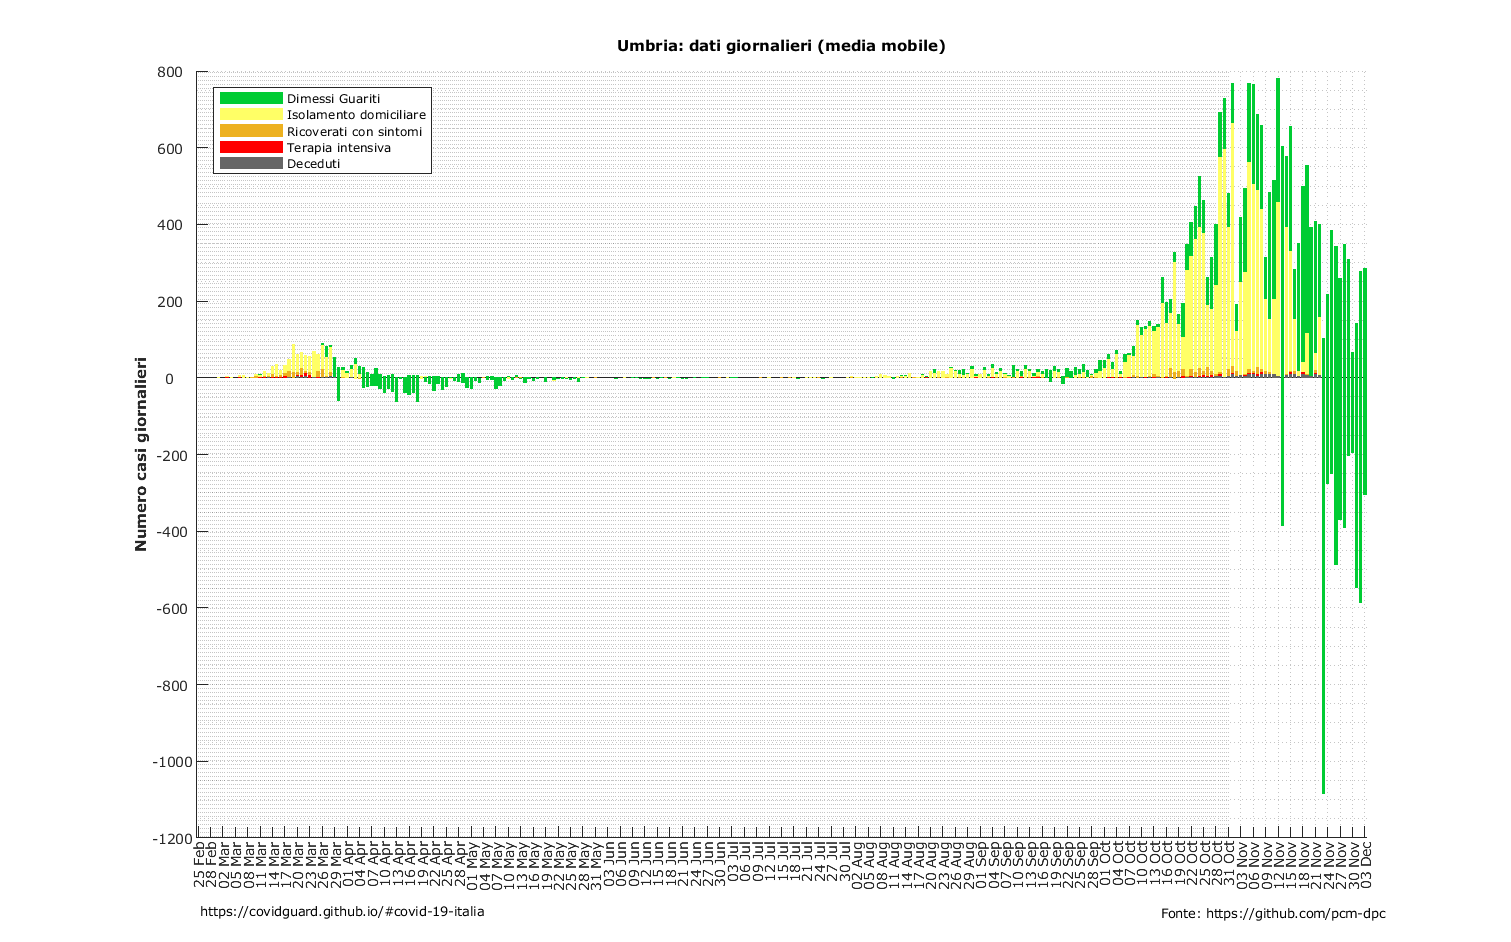 Umbria: dati giornalieri (media mobile)
Dimessi Guariti
Isolamento domiciliare
Ricoverati con sintomi
Terapia intensiva
Deceduti
Numero casi giornalieri
800
600
400
200
0
-200
-400
-600
-800
-1000
-1200
25 Feb
28 Feb
02 Mar
05 Mar
08 Mar
11 Mar
14 Mar
17 Mar
20 Mar
23 Mar
26 Mar
29 Mar
01 Apr
04 Apr
07 Apr
10 Apr
13 Apr
16 Apr
19 Apr
22 Apr
25 Apr
28 Apr
01 May
04 May
07 May
10 May
13 May
16 May
19 May
22 May
25 May
28 May
31 May
03 Jun
06 Jun
09 Jun
12 Jun
15 Jun
18 Jun
21 Jun
24 Jun
27 Jun
30 Jun
03 Jul
06 Jul
09 Jul
12 Jul
15 Jul
18 Jul
21 Jul
24 Jul
27 Jul
30 Jul
02 Aug
05 Aug
08 Aug
11 Aug
14 Aug
17 Aug
20 Aug
23 Aug
26 Aug
29 Aug
01 Sep
04 Sep
07 Sep
10 Sep
13 Sep
16 Sep
19 Sep
22 Sep
25 Sep
28 Sep
01 Oct
04 Oct
07 Oct
10 Oct
13 Oct
16 Oct
19 Oct
22 Oct
25 Oct
28 Oct
31 Oct
03 Nov
06 Nov
09 Nov
12 Nov
15 Nov
18 Nov
21 Nov
24 Nov
27 Nov
30 Nov
03 Dec
https://covidguard.github.io/#covid-19-italia
Fonte: https://github.com/pcm-dpc